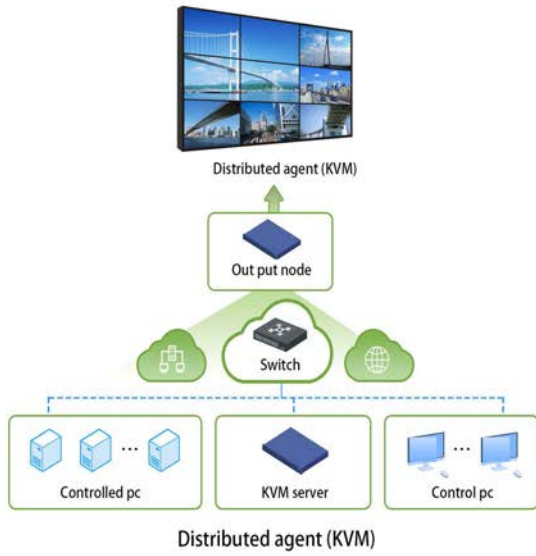 Distributed agent (KVM)
Out put node
Switch
Controlled pc
KVM server
Control pc
Distributed agent (KVM)